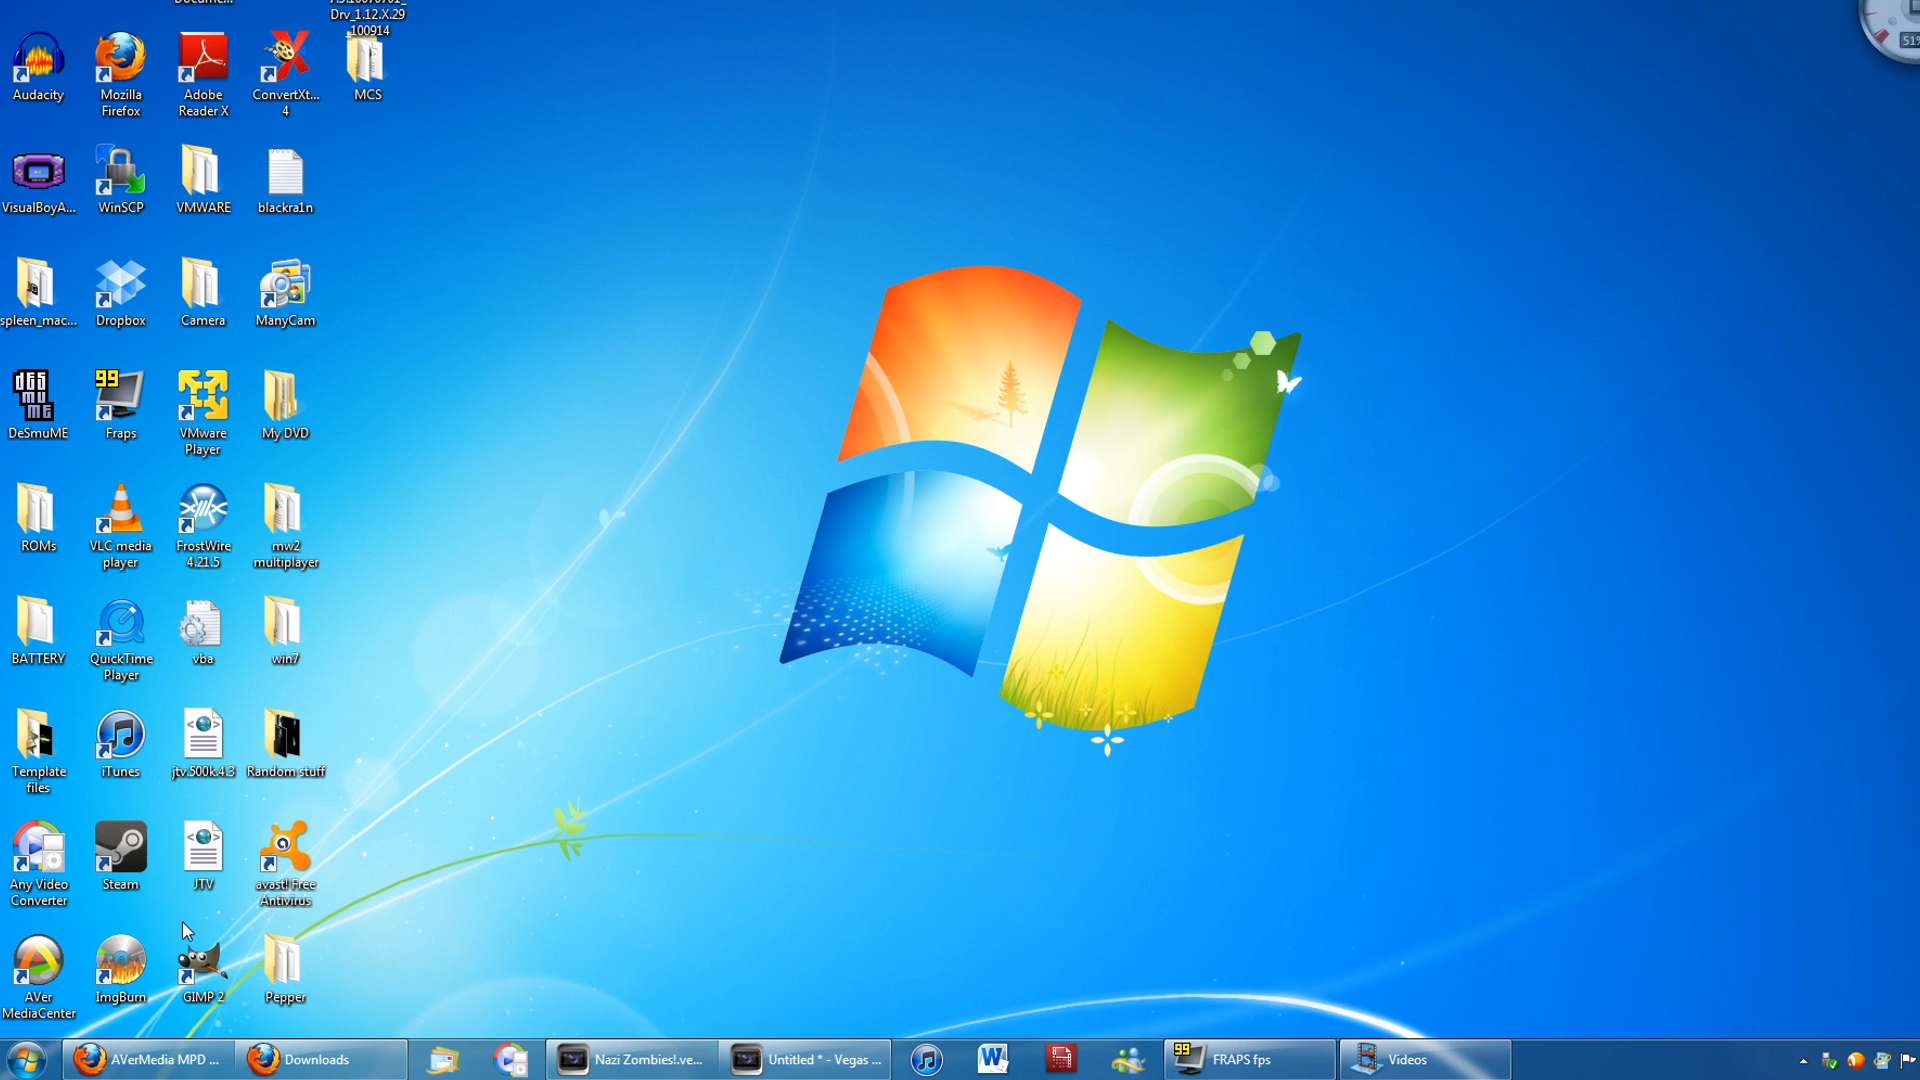 Drv_1.12.X.29
_100914
51%
Audacity
Mozilla
Firefox
Adobe
Reader X
ConvertXt...
4
MCS
VisualBoyA...
WinSCP
VMWARE
blackra1n
spleen_mac...
Dropbox
Camera
ManyCam
DeSmuME
99
Fraps
VMware
Player
My DVD
ROMs
VLC media
player
FrostWire
4.21.5
mw2
multiplayer
BATTERY
QuickTime
Player
vba
win7
Template
files
iTunes
jtv.500k.4.3
Random stuff
Any Video
Converter
Steam
JTV
avast! Free
Antivirus
AVer
MediaCenter
ImgBurn
GIMP 2
Pepper
AVerMedia MPD ...
Downloads
Nazi Zombies!.ve...
Untitled * - Vegas ...
99
FRAPS fps
Videos